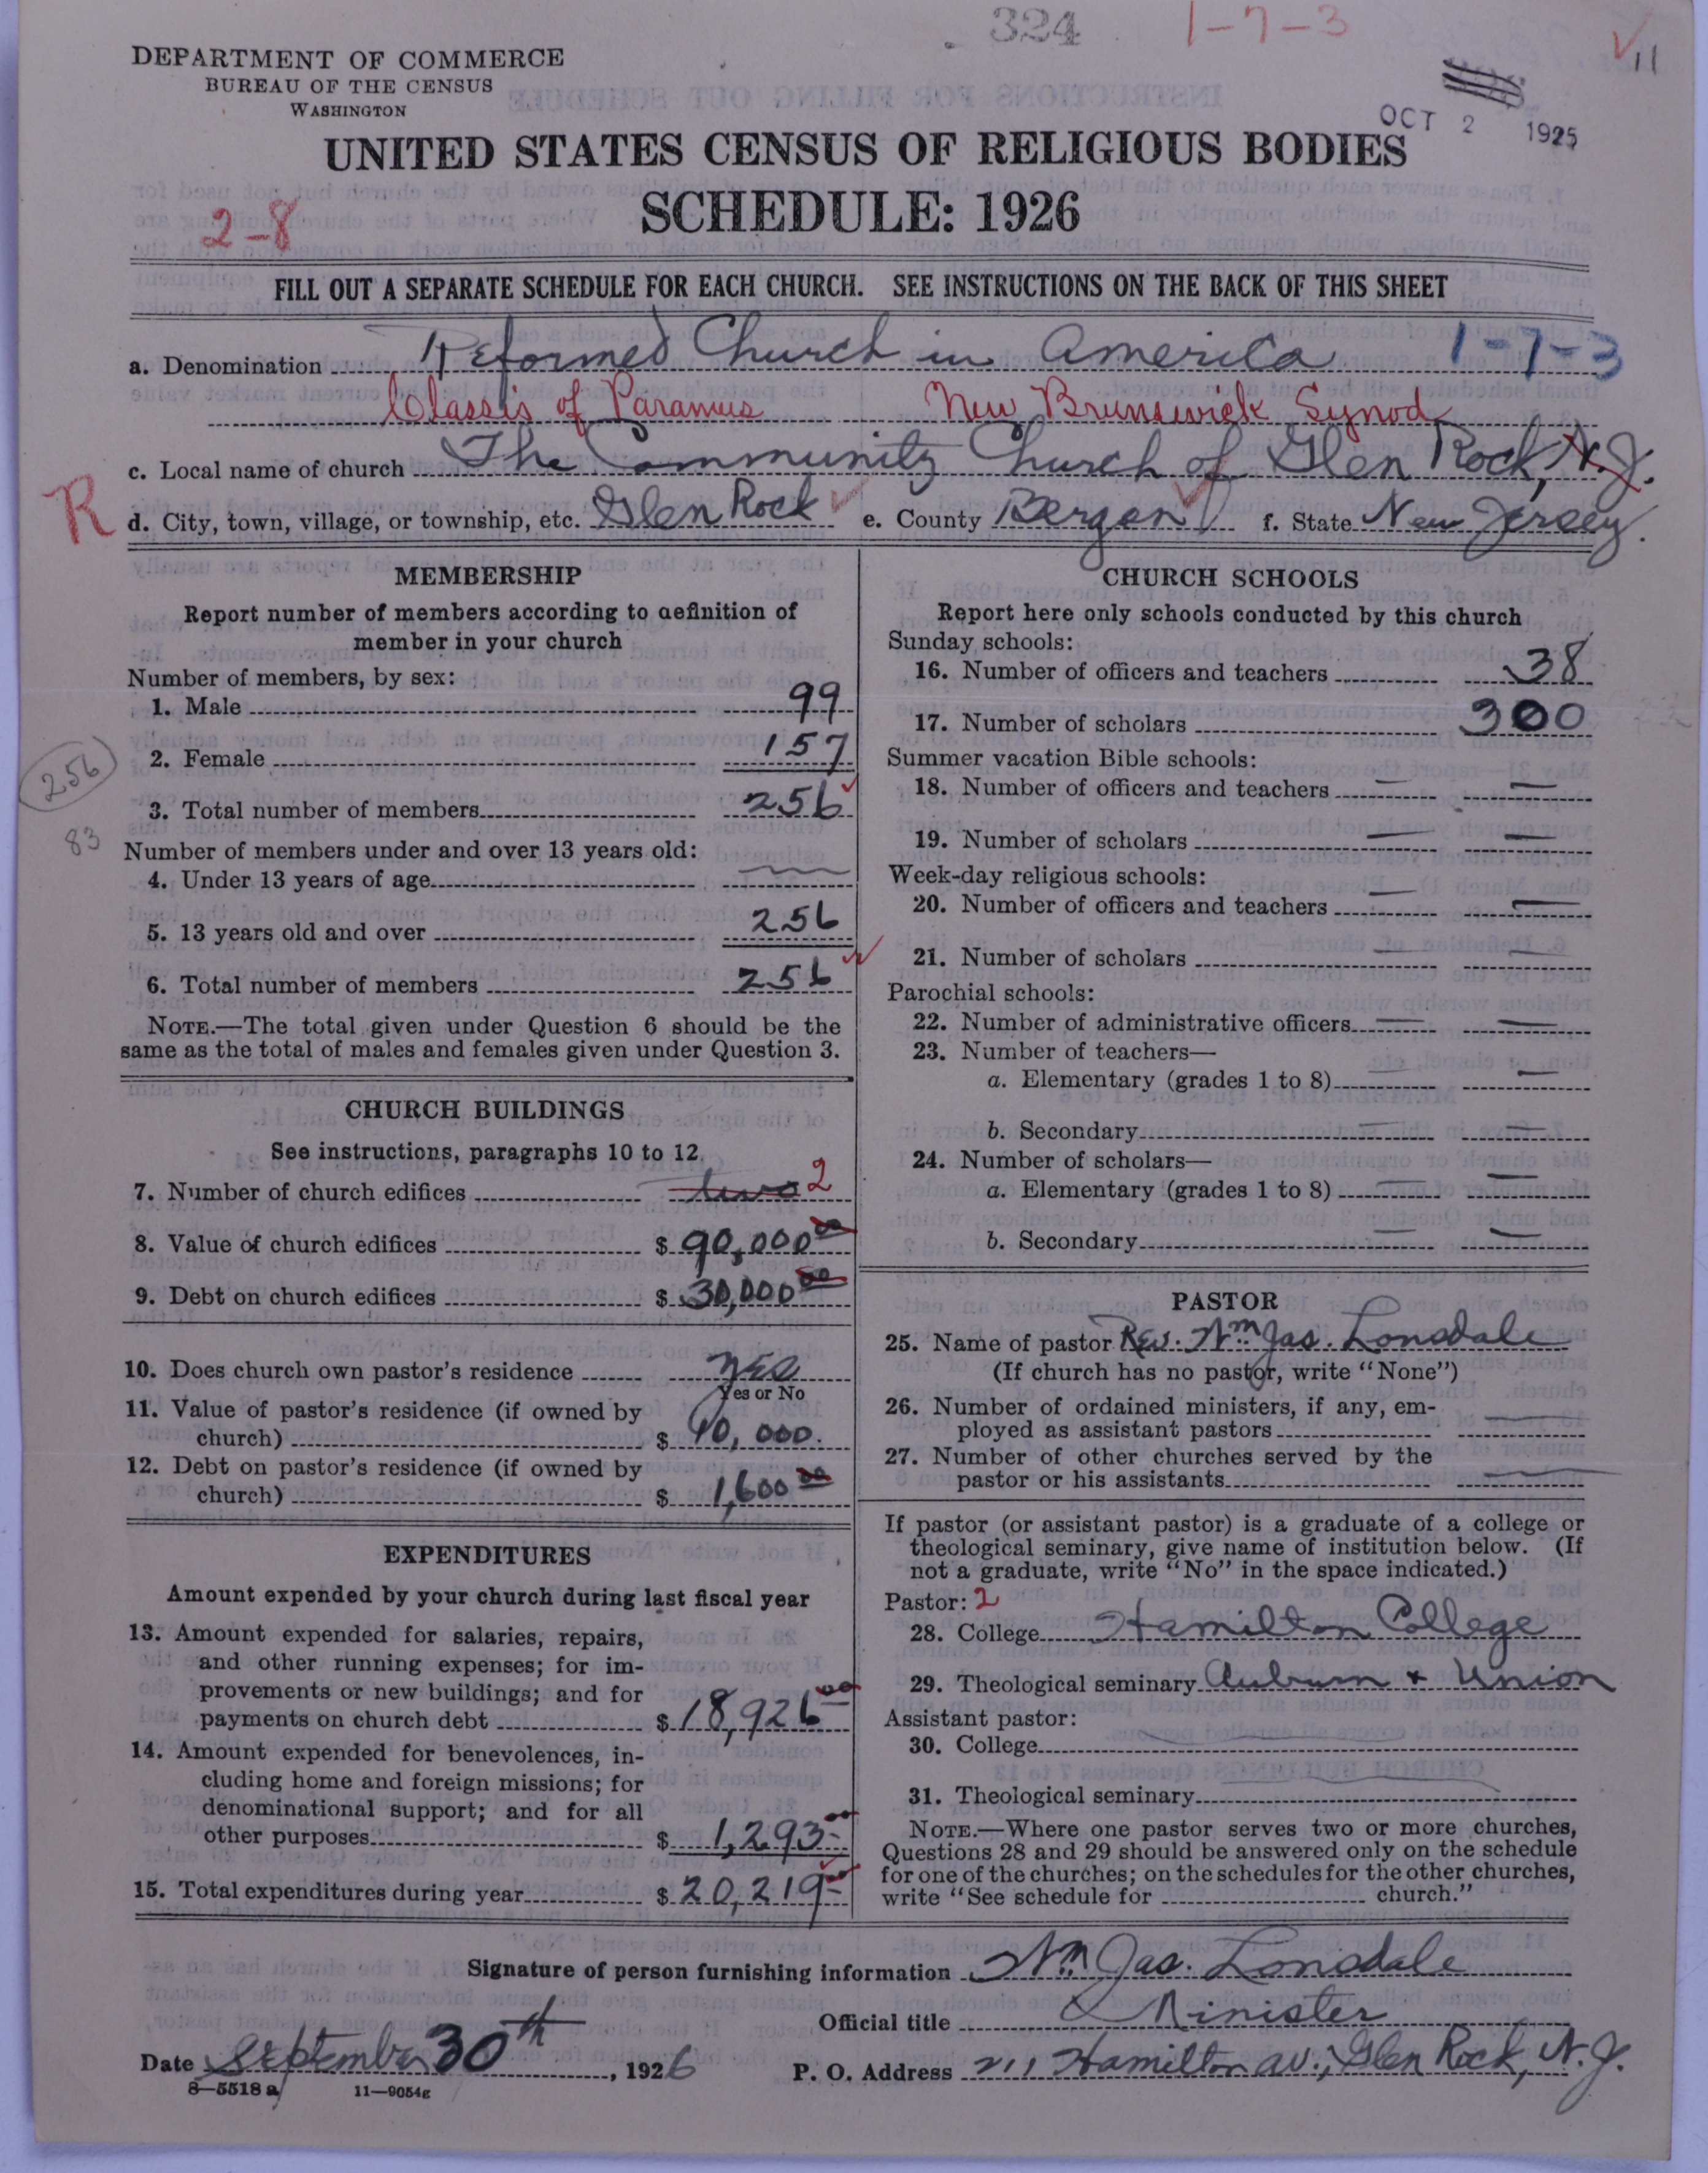 324 1-7-3 11
DEPARTMENT OF COMMERCE
BUREAU OF THE CENSUS
WASHINGTON
OCT 2 1925
UNITED STATES CENSUS OF RELIGIOUS BODIES
SCHEDULE: 1926
2-8
FILL OUT A SEPARATE SCHEDULE FOR EACH CHURCH. SEE INSTRUCTIONS ON THE BACK OF THIS SHEET
a. Denomination Reformed Church in America 1-7-3
Classis of Paramus New Brunswick Synod
c. Local name of church The Community Church of Glen Rock, N.J.
R
d. City, town, village, or township, etc. Glen Rock e. County Bergen f. State New Jersey.
MEMBERSHIP
Report number of members according to definition of
member in your church
Number of members, by sex:
1. Male 99
2. Female 157
256
3. Total number of members 256
83
Number of members under and over 13 years old:
4. Under 13 years of age
5. 13 years old and over 256
6. Total number of members 256
NOTE.—The total given under Question 6 should be the
same as the total of males and females given under Question 3.
CHURCH BUILDINGS
See instructions, paragraphs 10 to 12.
7. Number of church edifices two 2
8. Value of church edifices $ 90,000 00
9. Debt on church edifices $ 30,000 00
10. Does church own pastor's residence yes
Yes or No
11. Value of pastor's residence (if owned by
church) $ 10,000.
12. Debt on pastor's residence (if owned by
church) $ 1,600 00
EXPENDITURES
Amount expended by your church during last fiscal year
13. Amount expended for salaries, repairs,
and other running expenses; for im-
provements or new buildings; and for
payments on church debt $ 18,926 00
14. Amount expended for benevolences, in-
cluding home and foreign missions; for
denominational support; and for all
other purposes $ 1,293 00
15. Total expenditures during year $ 20,219 00
CHURCH SCHOOLS
Report here only schools conducted by this church
Sunday schools:
16. Number of officers and teachers 38
17. Number of scholars 300
Summer vacation Bible schools:
18. Number of officers and teachers — —
19. Number of scholars — —
Week-day religious schools:
20. Number of officers and teachers — —
21. Number of scholars — —
Parochial schools:
22. Number of administrative officers — —
23. Number of teachers—
a. Elementary (grades 1 to 8) — —
b. Secondary — —
24. Number of scholars—
a. Elementary (grades 1 to 8) — —
b. Secondary — —
PASTOR
25. Name of pastor Rev. Wm Jas. Lonsdale
(If church has no pastor, write "None")
26. Number of ordained ministers, if any, em-
ployed as assistant pastors —
27. Number of other churches served by the
pastor or his assistants —
If pastor (or assistant pastor) is a graduate of a college or
theological seminary, give name of institution below. (If
not a graduate, write "No" in the space indicated.)
Pastor: 2
28. College Hamilton College
29. Theological seminary Auburn + Union
Assistant pastor:
30. College
31. Theological seminary
NOTE.—Where one pastor serves two or more churches,
Questions 28 and 29 should be answered only on the schedule
for one of the churches; on the schedules for the other churches,
write "See schedule for church."
Signature of person furnishing information Wm Jas. Lonsdale
Official title Minister
Date September 30th, 1926 P. O. Address 211 Hamilton Av., Glen Rock, N.J.
8—5518 a 11—9054g